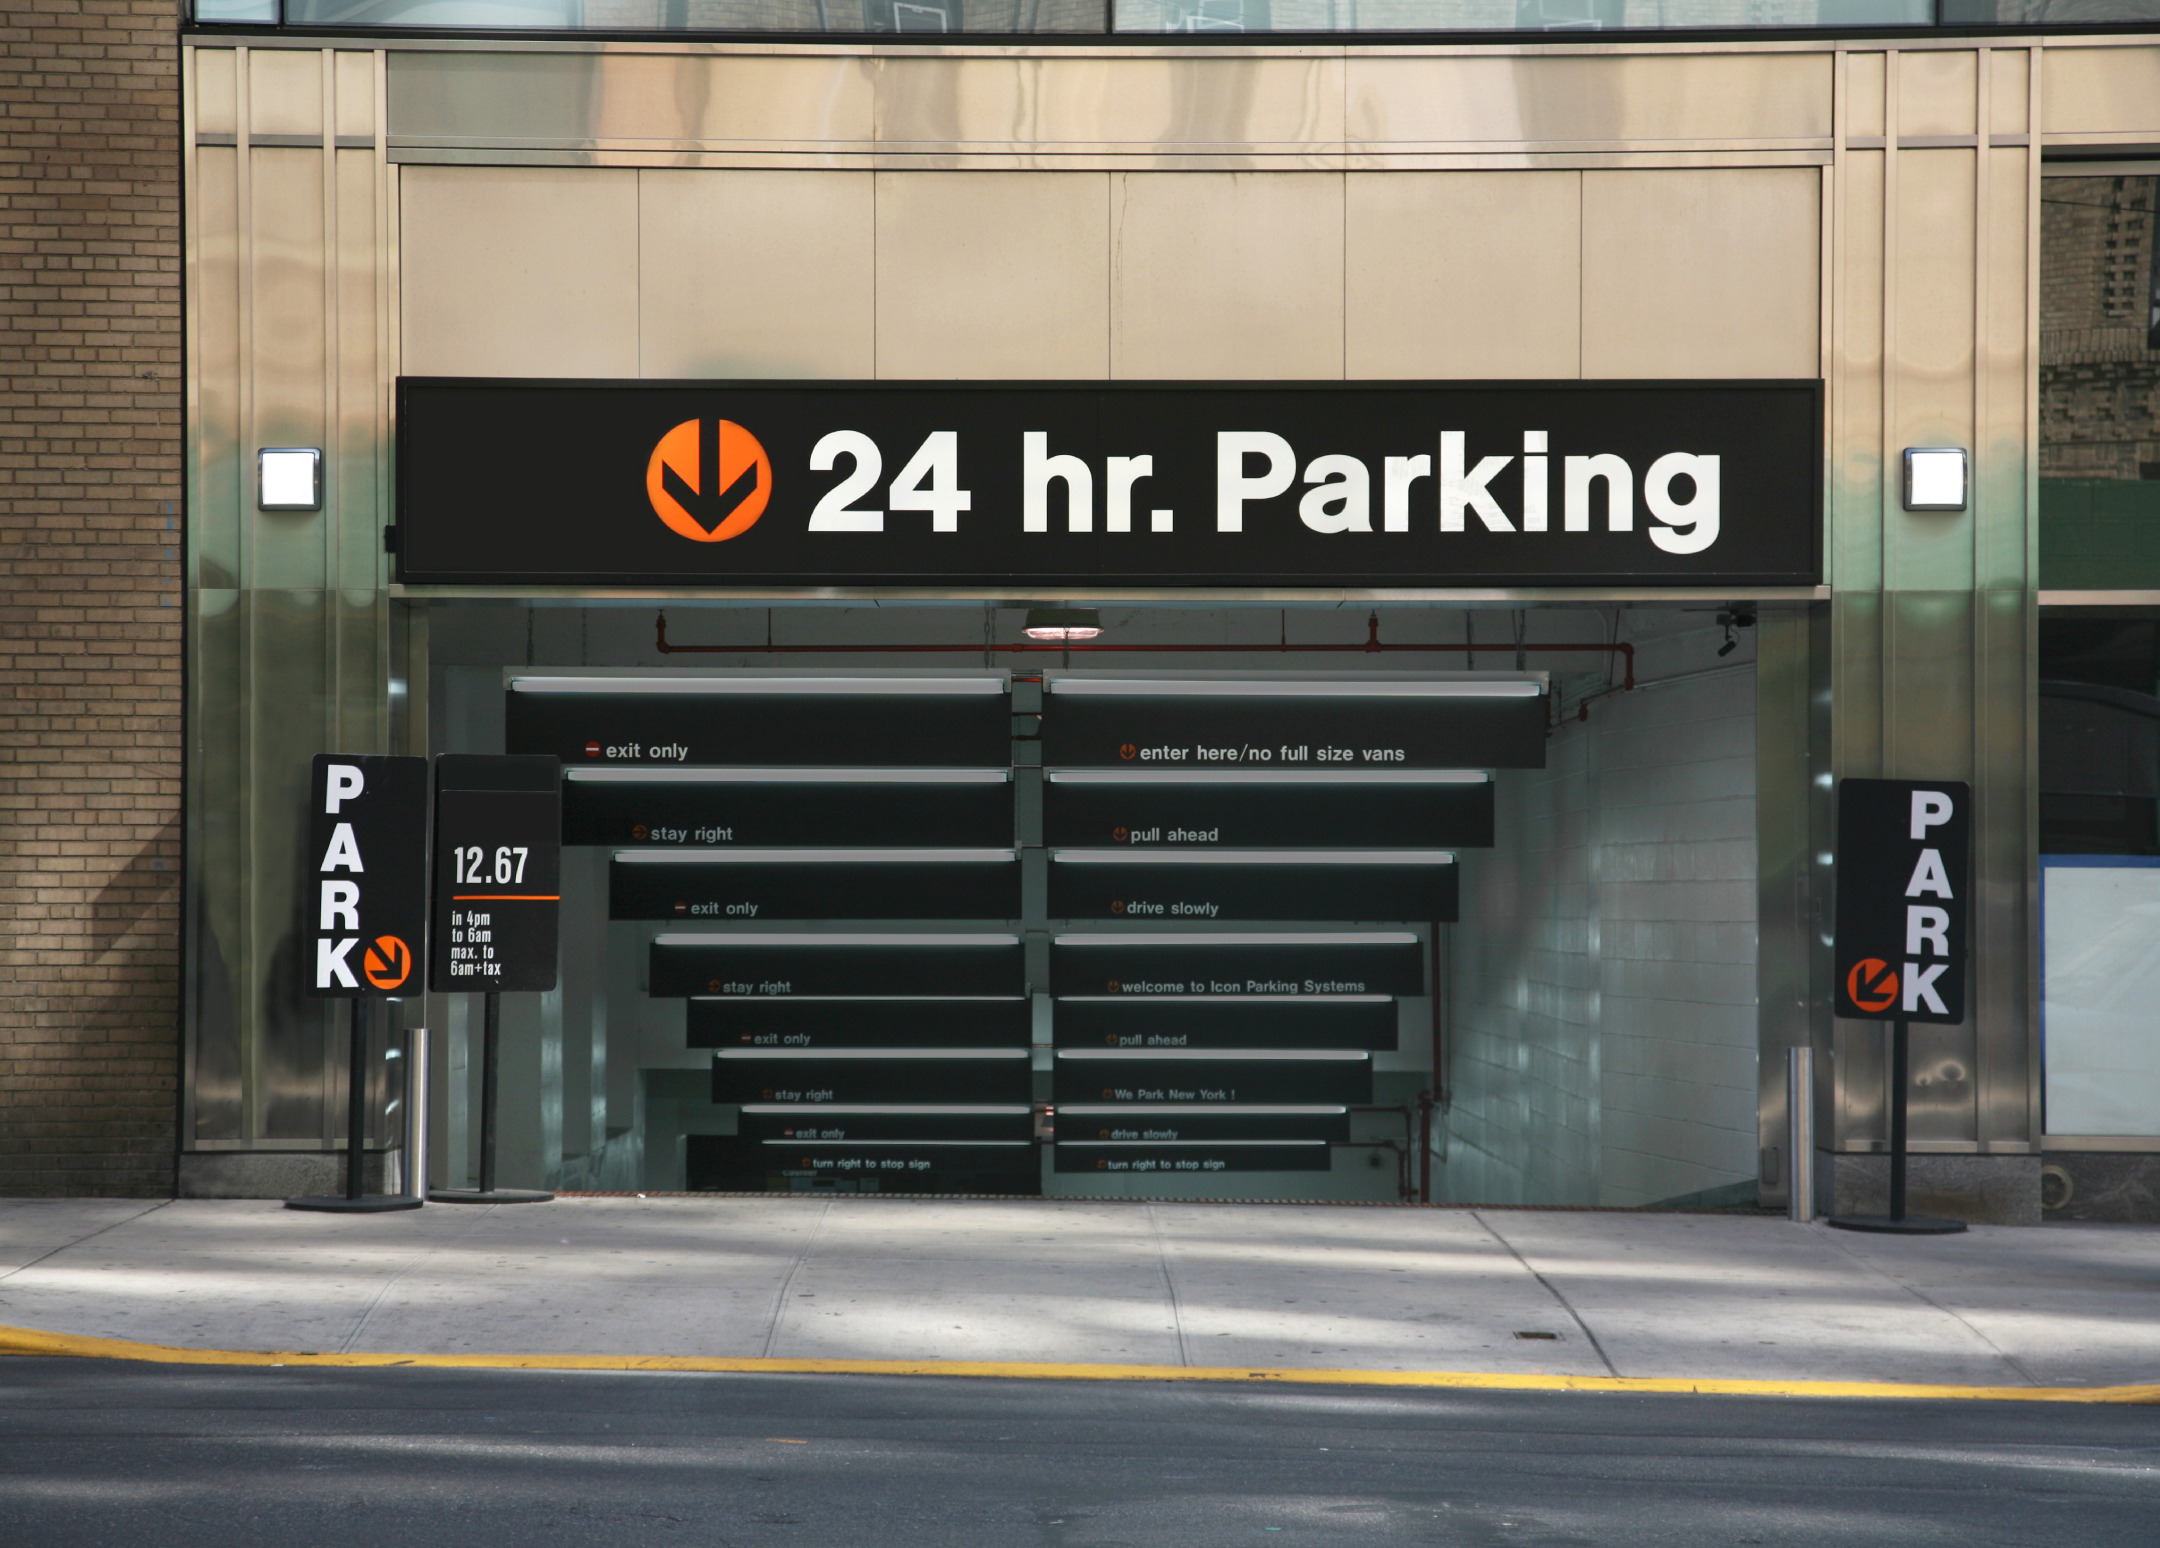 24 hr. Parking
exit only
enter here/no full size vans
stay right
pull ahead
exit only
drive slowly
stay right
welcome to Icon Parking Systems
exit only
pull ahead
stay right
We Park New York !
exit only
drive slowly
turn right to stop sign
turn right to stop sign
PARK
12.67
in 4pm
to 6am
max. to
6am+tax
PARK